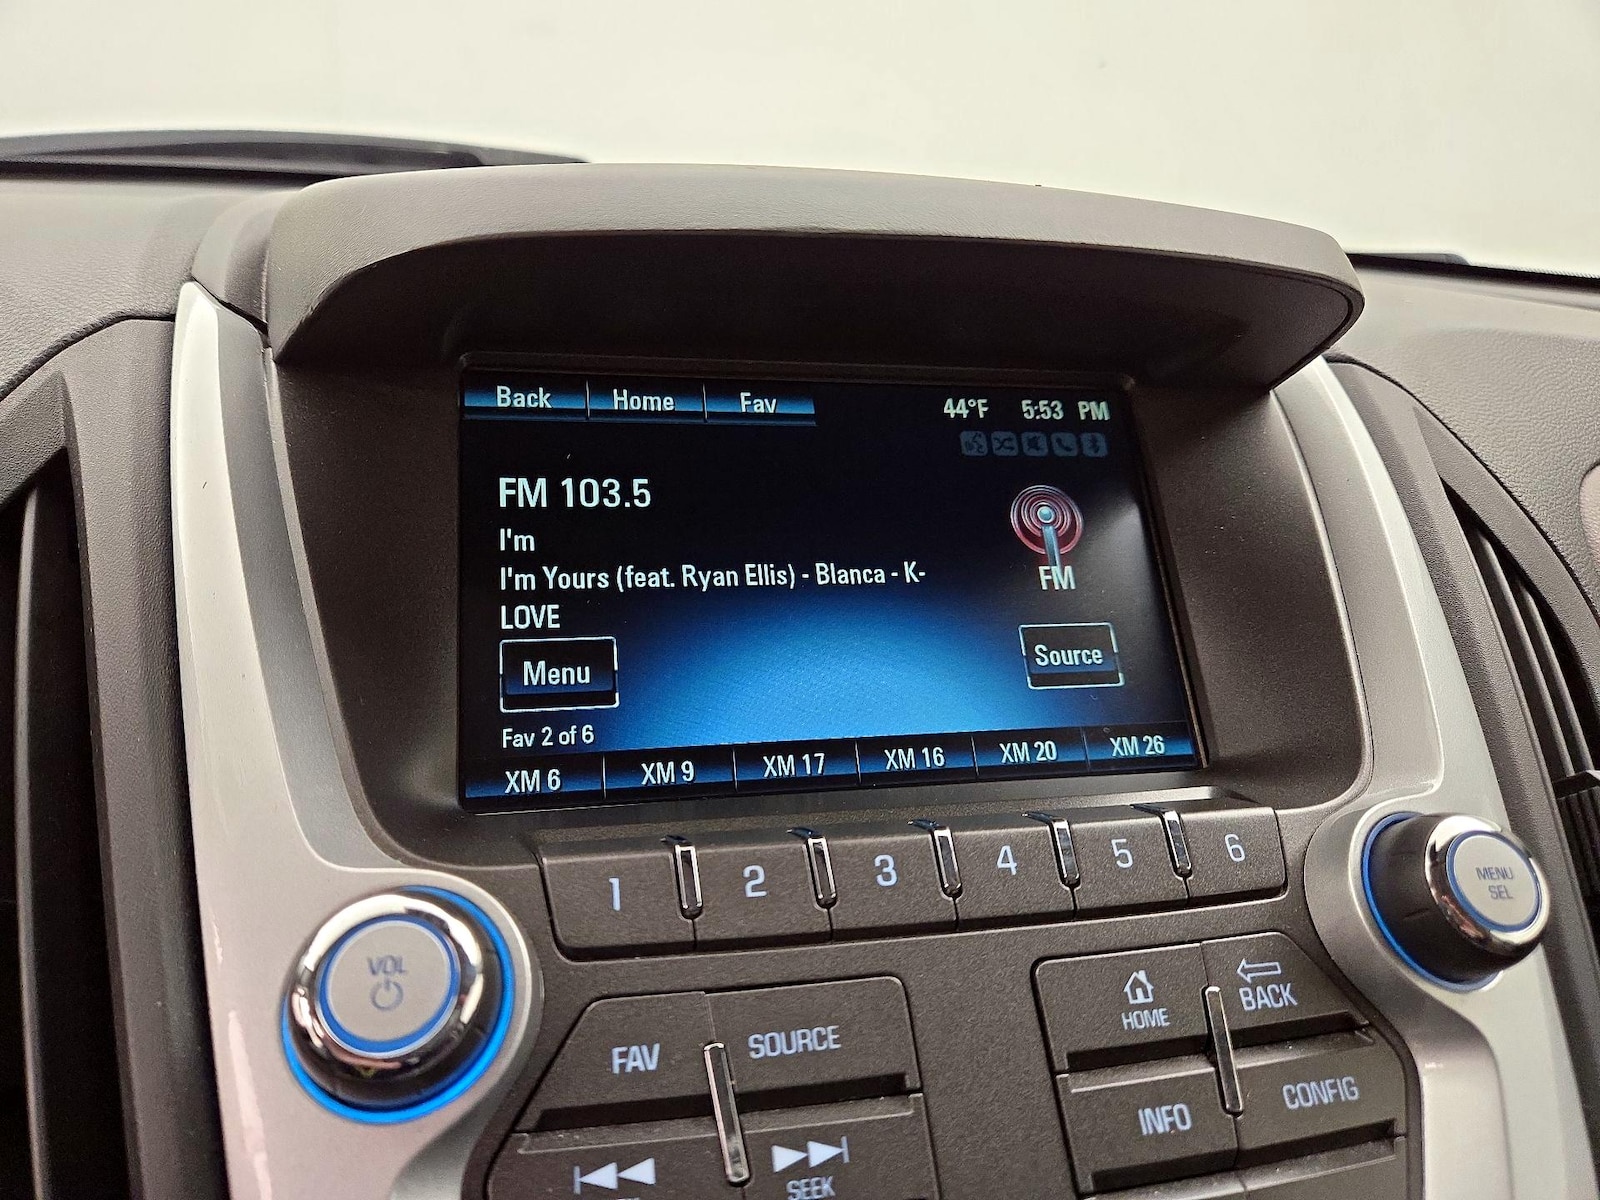 Back Home Fav 44°F 5:53 PM
FM 103.5
I'm
I'm Yours (feat. Ryan Ellis) - Blanca - K-
LOVE
FM
Menu
Source
Fav 2 of 6
XM 6 XM 9 XM 17 XM 16 XM 20 XM 26
1 2 3 4 5 6
VOL
MENU
SEL
FAV SOURCE
HOME BACK
INFO CONFIG
SEEK